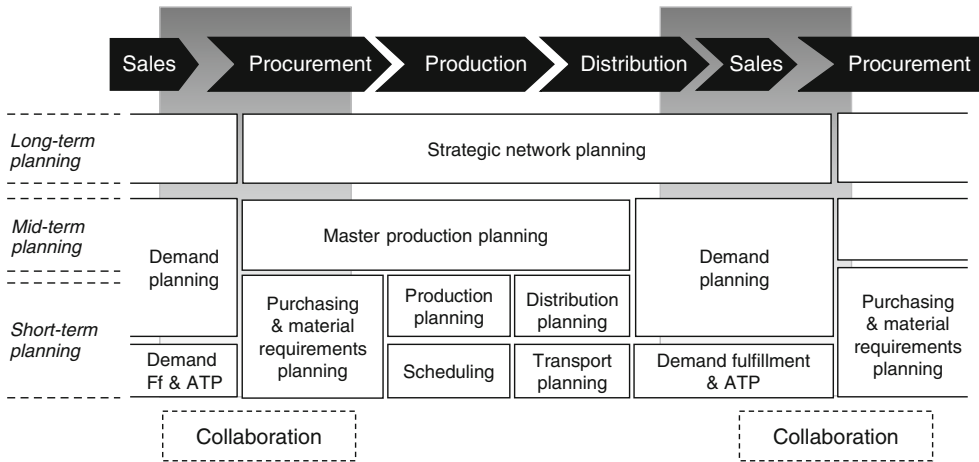 Sales
Procurement
Production
Distribution
Sales
Procurement
Long-term
planning
Strategic network planning
Mid-term
planning
Demand
planning
Master production planning
Demand
planning
Short-term
planning
Purchasing
& material
requirements
planning
Production
planning
Distribution
planning
Purchasing
& material
requirements
planning
Demand
Ff & ATP
Scheduling
Transport
planning
Demand fulfillment
& ATP
Collaboration
Collaboration